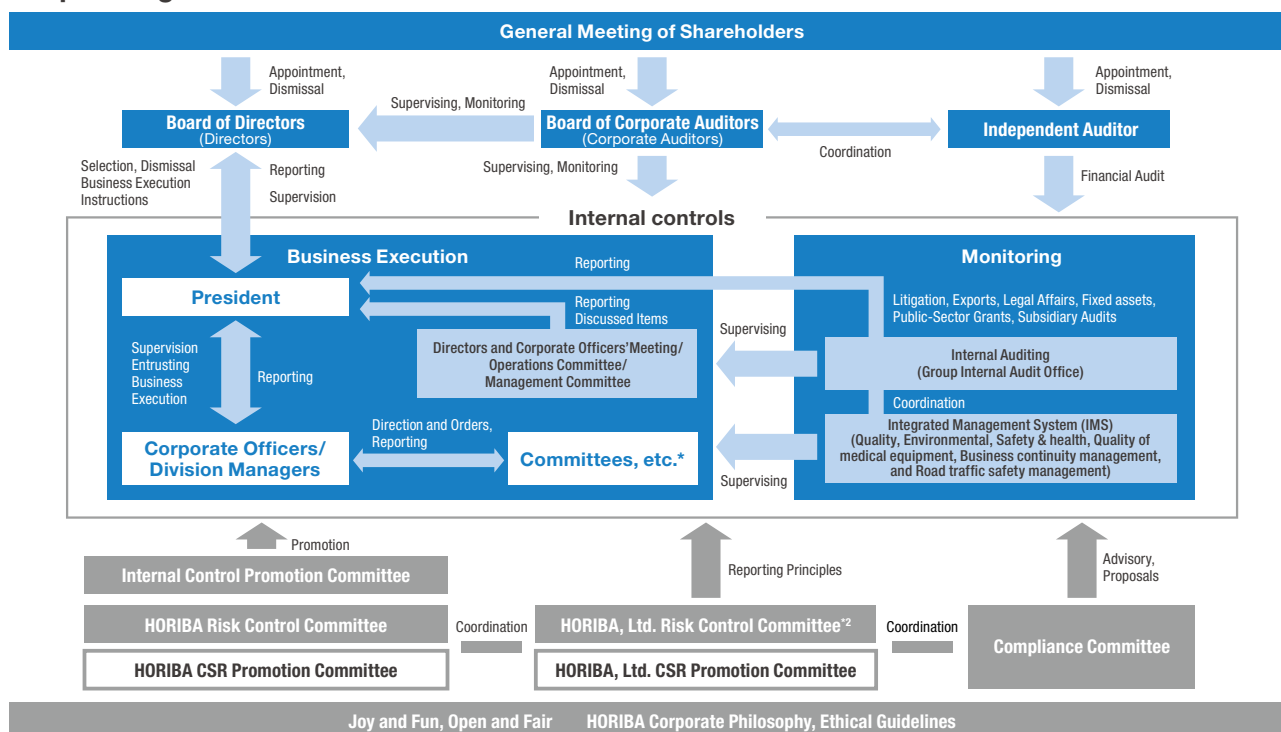 General Meeting of Shareholders
Appointment,
Dismissal
Appointment,
Dismissal
Appointment,
Dismissal
Board of Directors
(Directors)
Supervising, Monitoring
Board of Corporate Auditors
(Corporate Auditors)
Coordination
Independent Auditor
Selection, Dismissal
Business Execution
Instructions
Reporting
Supervision
Supervising, Monitoring
Financial Audit
Internal controls
Business Execution
President
Reporting
Reporting
Discussed Items
Directors and Corporate Officers'Meeting/
Operations Committee/
Management Committee
Supervision
Entrusting
Business
Execution
Reporting
Corporate Officers/
Division Managers
Direction and Orders,
Reporting
Committees, etc.*
Supervising
Supervising
Monitoring
Litigation, Exports, Legal Affairs, Fixed assets,
Public-Sector Grants, Subsidiary Audits
Internal Auditing
(Group Internal Audit Office)
Coordination
Integrated Management System (IMS)
(Quality, Environmental, Safety & health, Quality of
medical equipment, Business continuity management,
and Road traffic safety management)
Promotion
Internal Control Promotion Committee
Reporting Principles
Advisory,
Proposals
HORIBA Risk Control Committee
HORIBA CSR Promotion Committee
Coordination
HORIBA, Ltd. Risk Control Committee*2
HORIBA, Ltd. CSR Promotion Committee
Coordination
Compliance Committee
Joy and Fun, Open and Fair HORIBA Corporate Philosophy, Ethical Guidelines